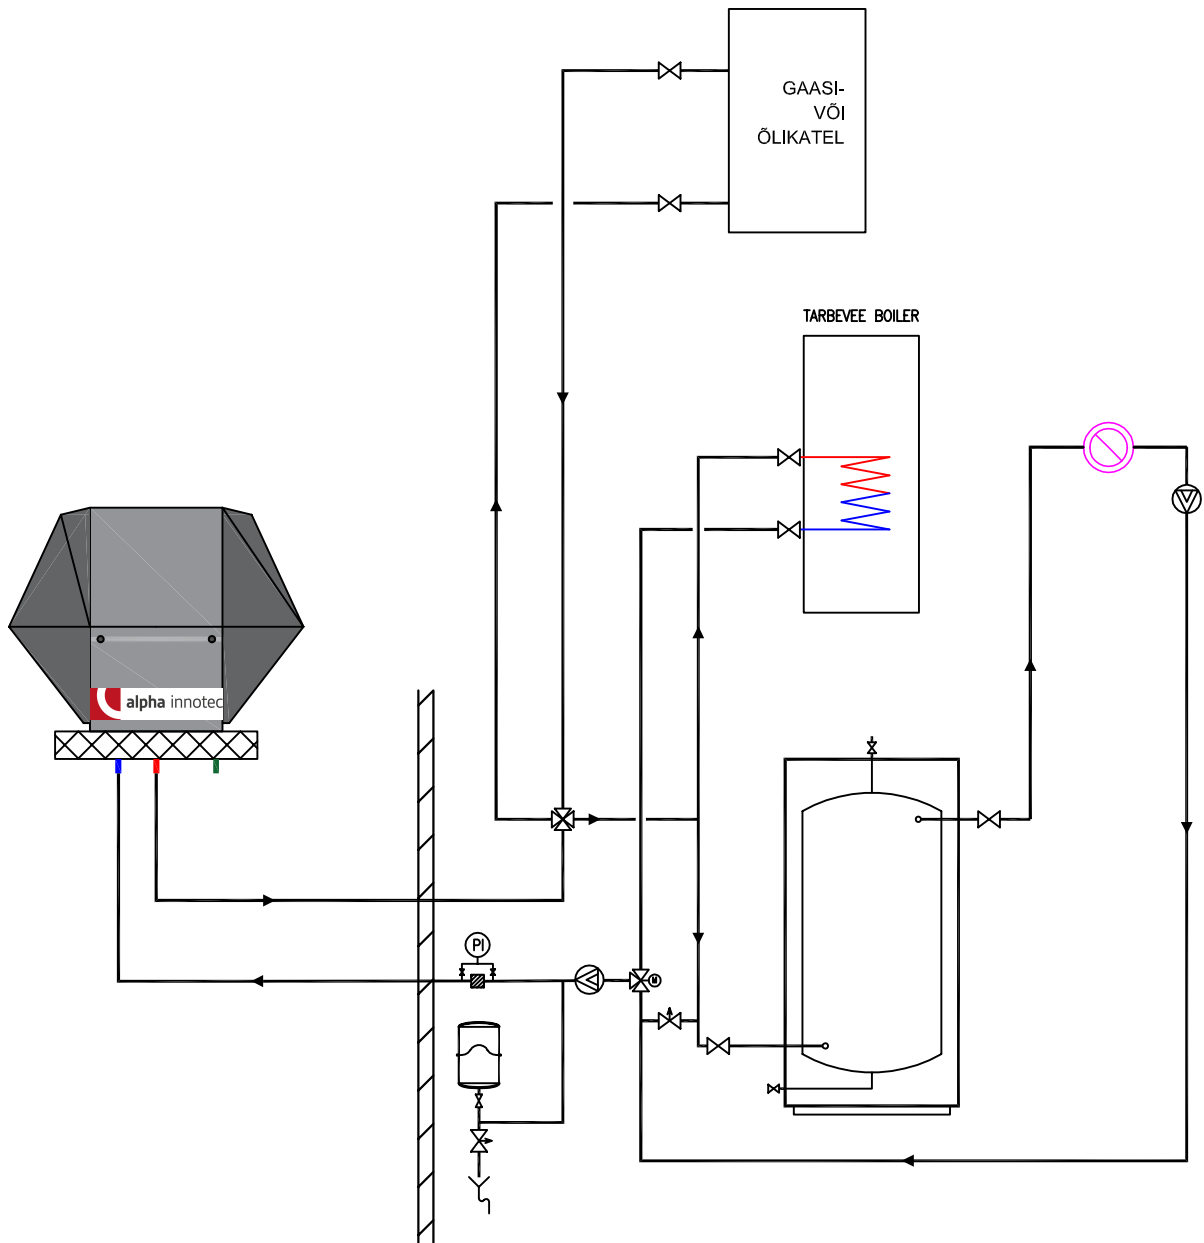 GAASI-
VÕI
ÕLIKATEL
TARBEVEE BOILER
alpha innotec
PI
M